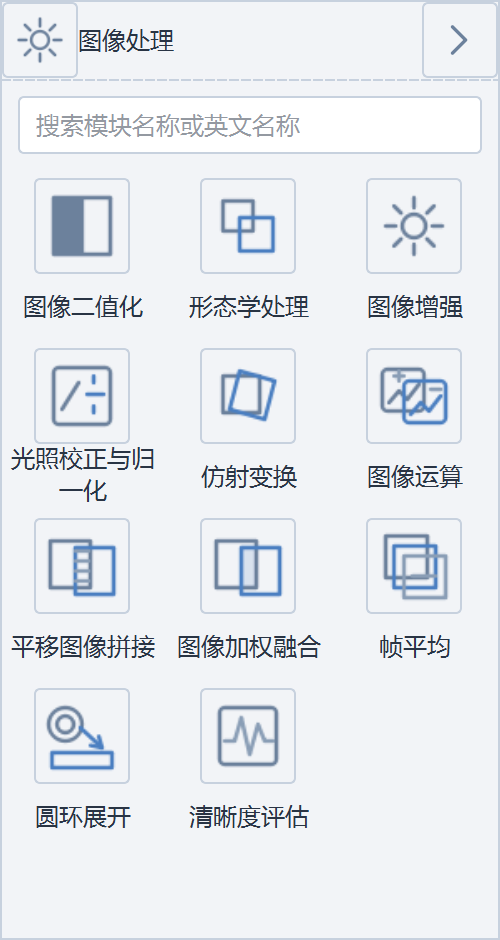 图像处理
搜索模块名称或英文名称
图像二值化
形态学处理
图像增强
光照校正与归
一化
仿射变换
图像运算
平移图像拼接
图像加权融合
帧平均
圆环展开
清晰度评估